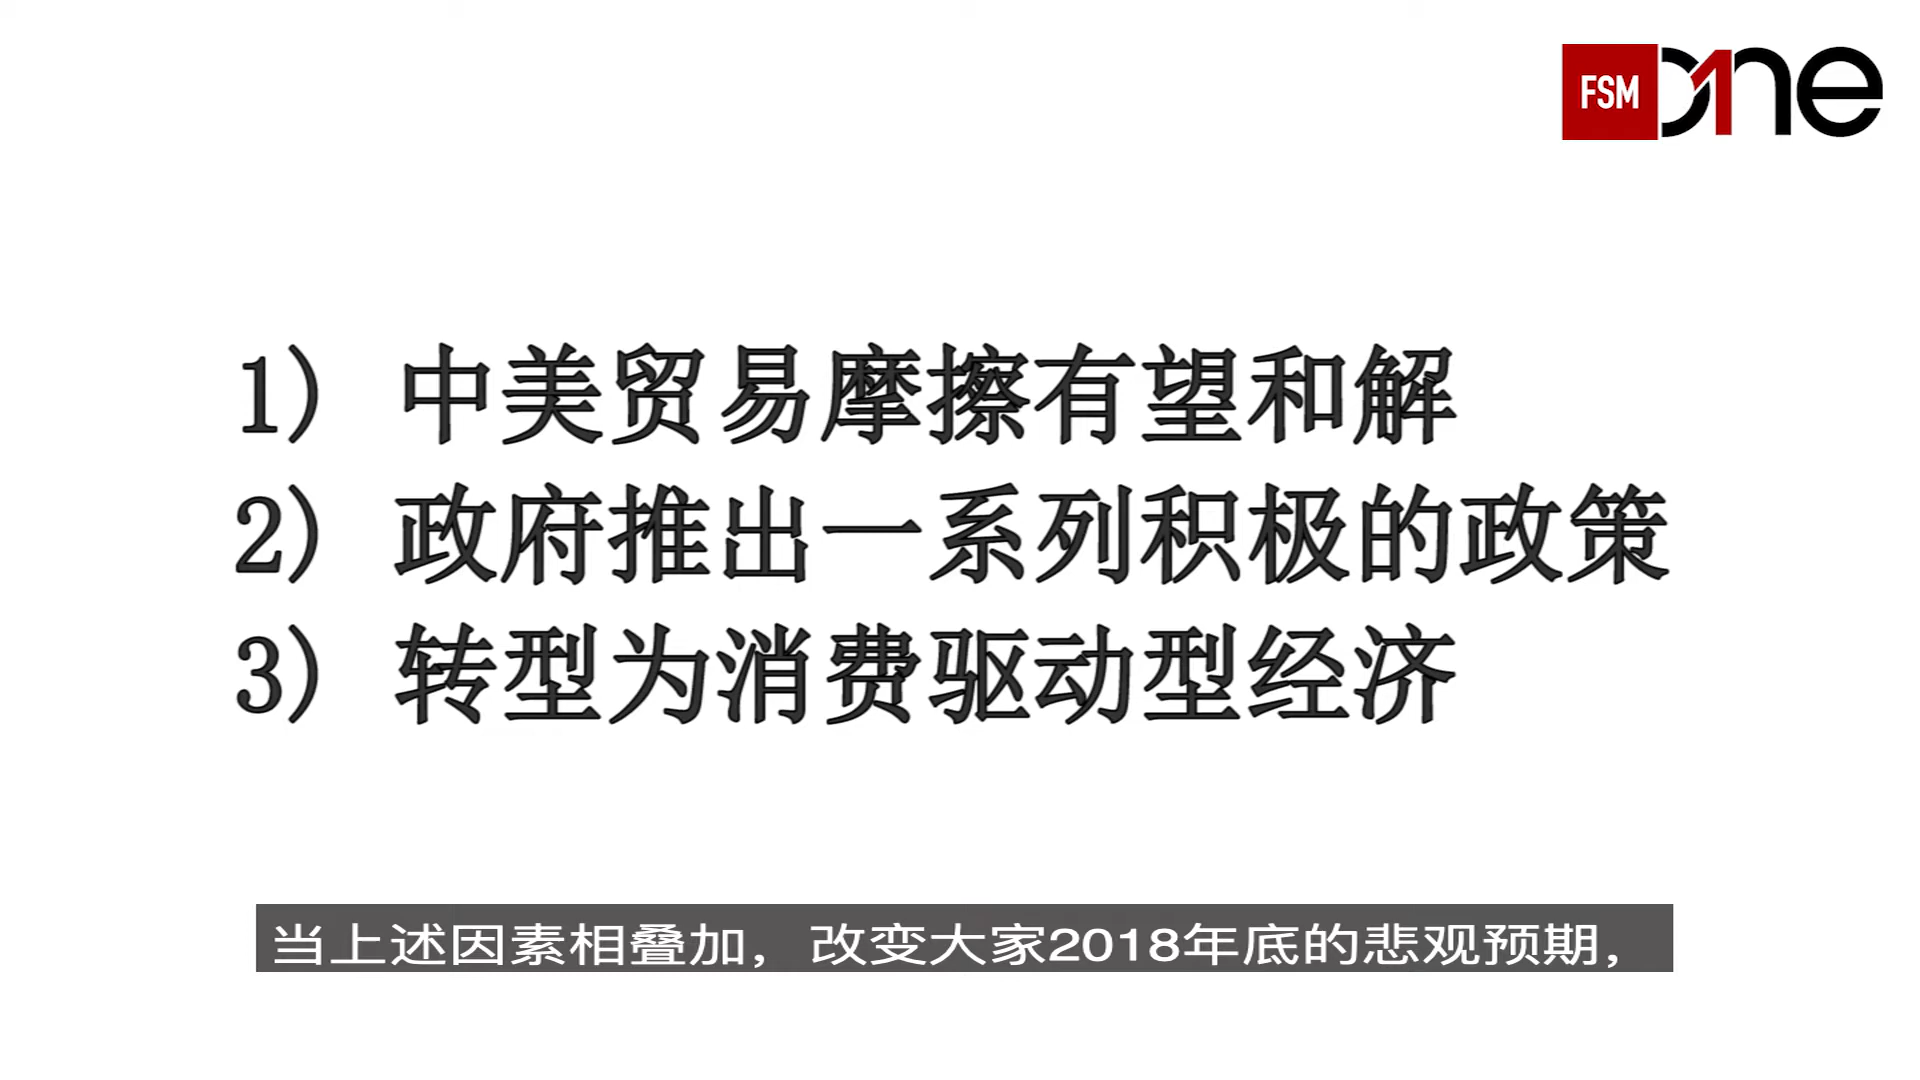 FSM One
1) 中美贸易摩擦有望和解
2) 政府推出一系列积极的政策
3) 转型为消费驱动型经济
当上述因素相叠加，改变大家2018年底的悲观预期，